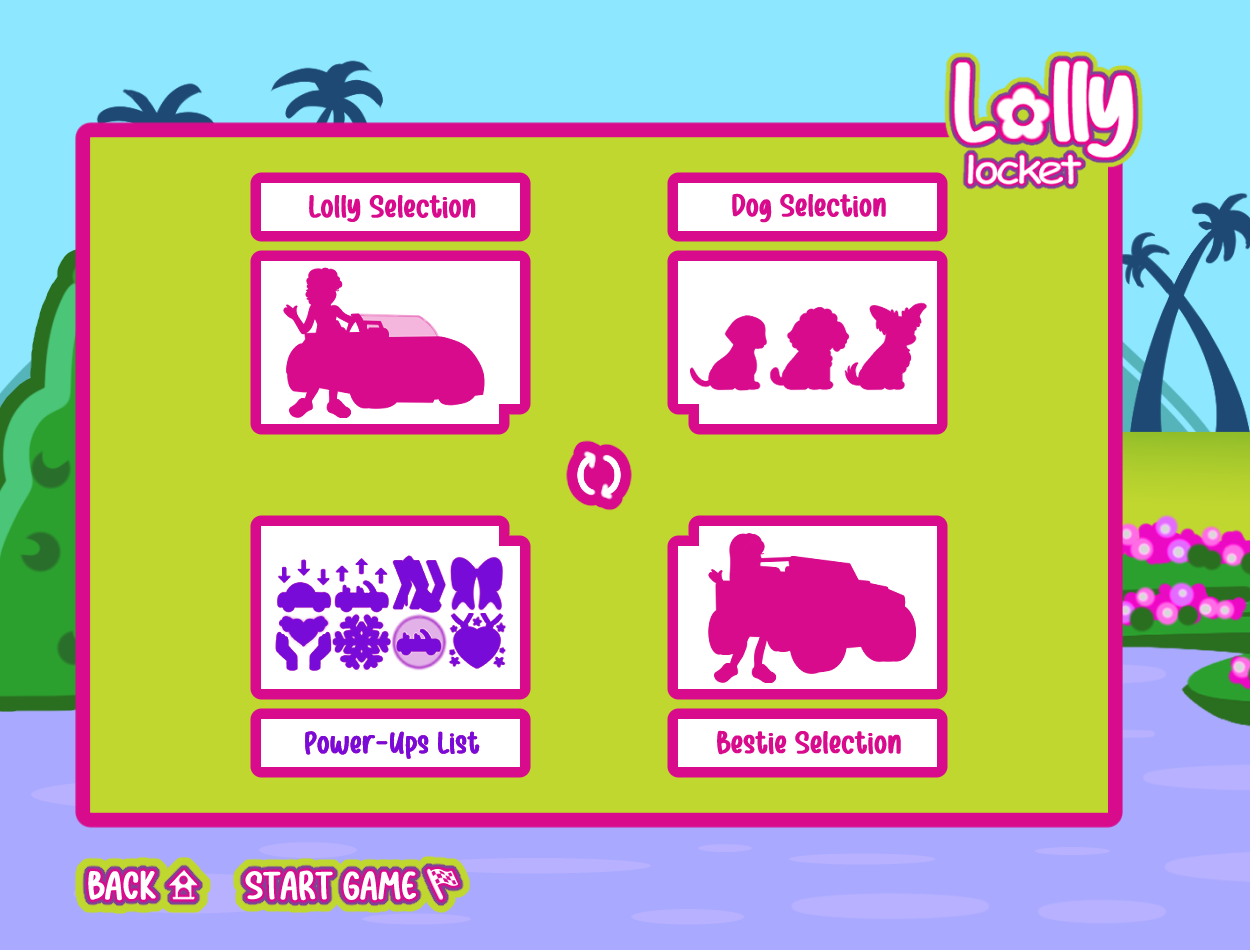 Lolly
locket
Lolly Selection
Dog Selection
Power-Ups List
Bestie Selection
BACK
START GAME